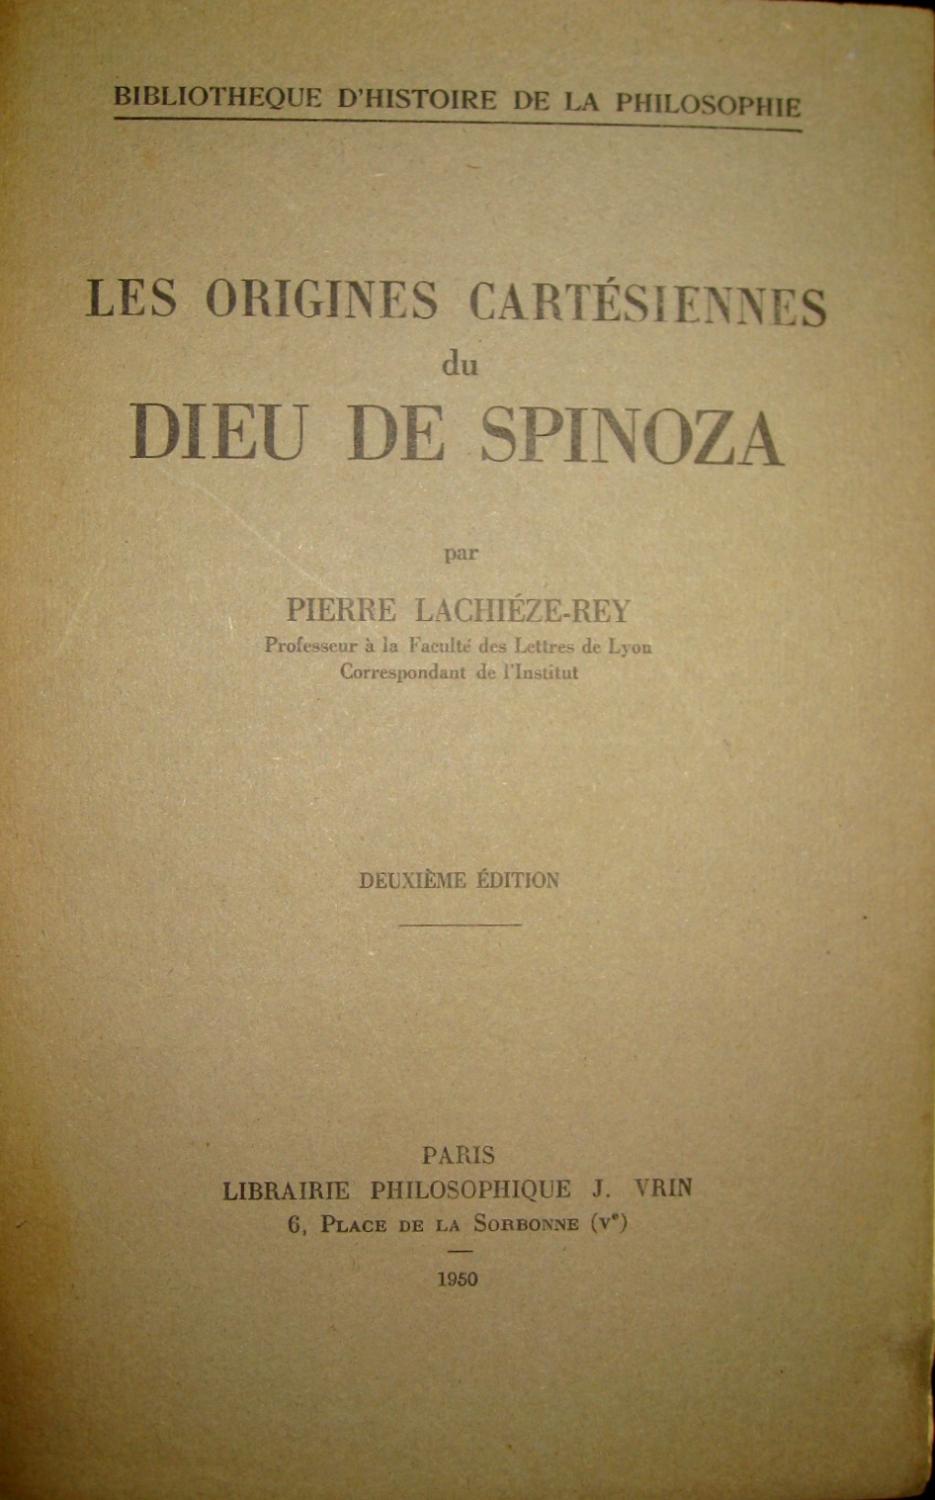 BIBLIOTHEQUE D'HISTOIRE DE LA PHILOSOPHIE
LES ORIGINES CARTÉSIENNES
du
DIEU DE SPINOZA
par
PIERRE LACHIÉZE-REY
Professeur à la Faculté des Lettres de Lyon
Correspondant de l'Institut
DEUXIÈME ÉDITION
PARIS
LIBRAIRIE PHILOSOPHIQUE J. VRIN
6, PLACE DE LA SORBONNE (Ve)
1950